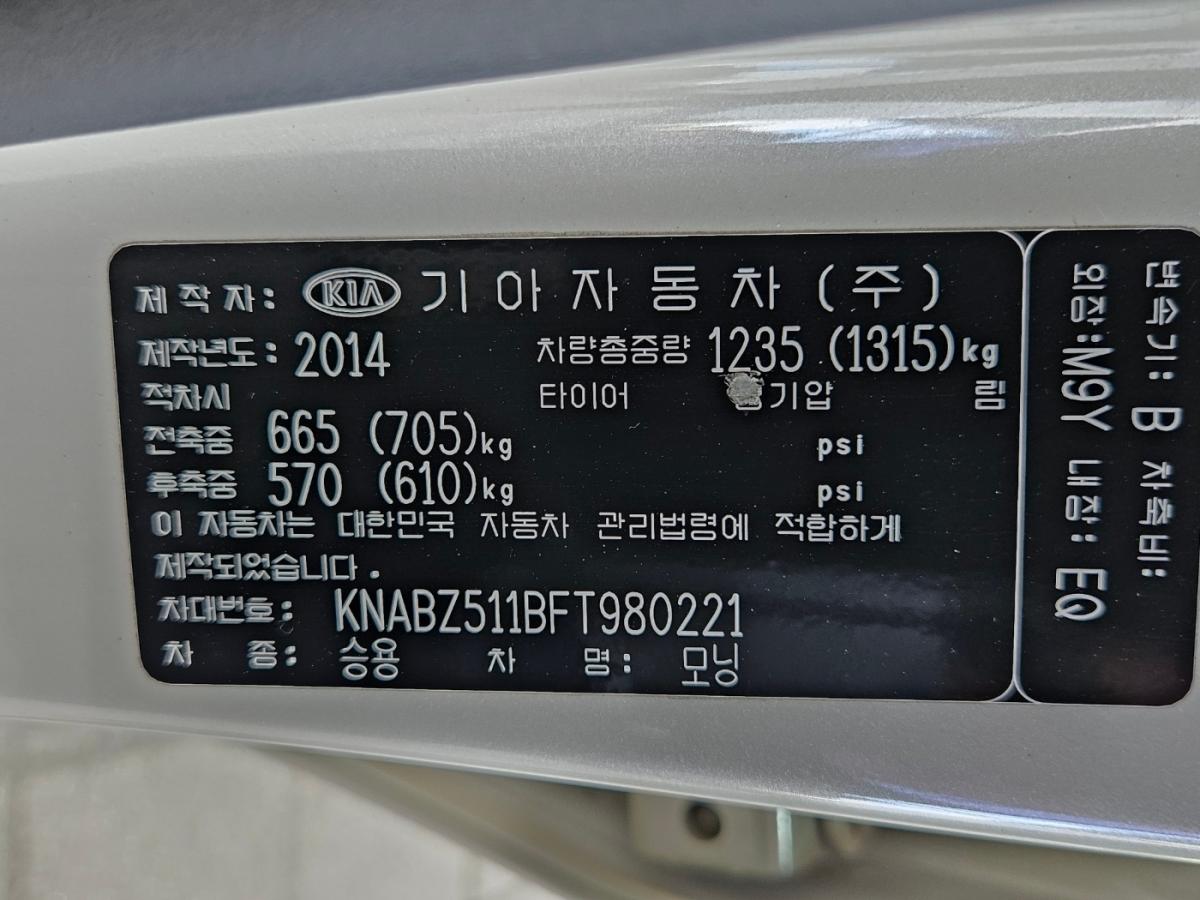 제작자: KIA 기아자동차(주)
제작년도: 2014 차량총중량 1235 (1315)kg
적차시 타이어 공기압 림
전축중 665 (705)kg psi
후축중 570 (610)kg psi
이 자동차는 대한민국 자동차 관리법령에 적합하게
제작되었습니다.
차대번호: KNABZ511BFT980221
차 종: 승용 차 명: 모닝
변속기: B 차축비:
외장:M9Y 내장: EQ